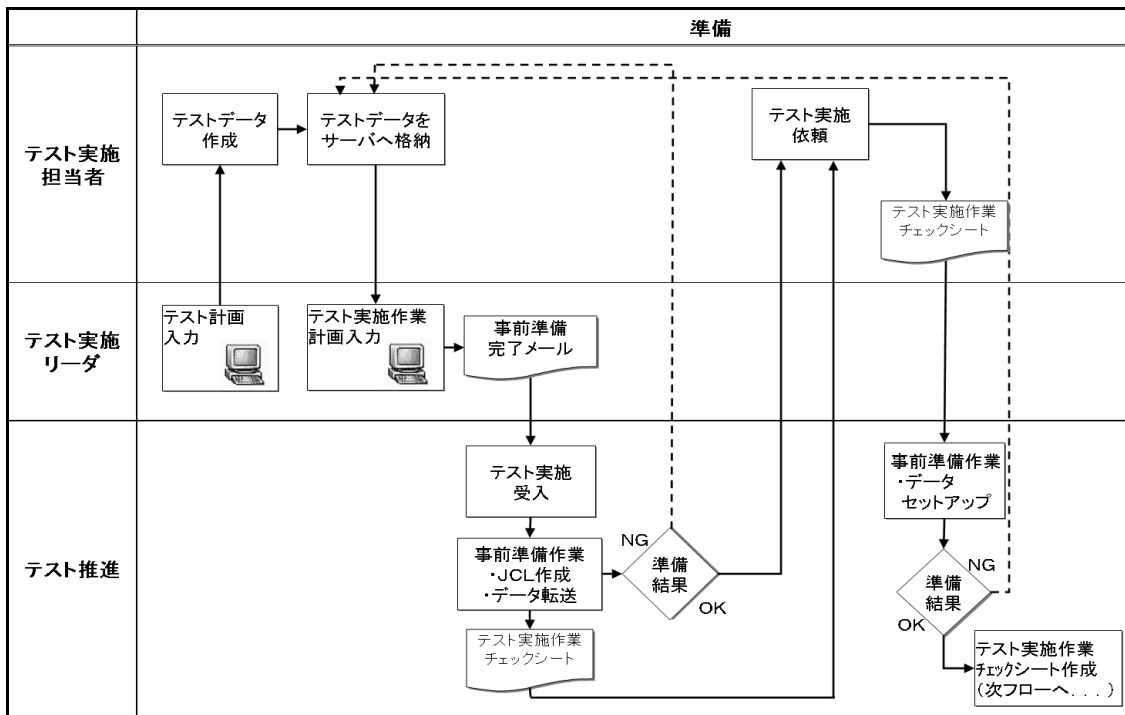 準備
テスト実施
担当者
テストデータ
作成
テストデータを
サーバへ格納
テスト実施
依頼
テスト実施作業
チェックシート
テスト実施
リーダ
テスト計画
入力
テスト実施作業
計画入力
事前準備
完了メール
テスト推進
テスト実施
受入
事前準備作業
・JCL作成
・データ転送
テスト実施作業
チェックシート
NG
準備
結果
OK
事前準備作業
・データ
セットアップ
準備
結果
NG
OK
テスト実施作業
チェックシート作成
(次フローへ...)